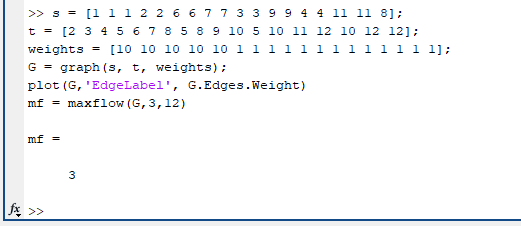 >> s = [1 1 1 2 2 6 6 7 7 3 3 9 9 4 4 11 11 8];
t = [2 3 4 5 6 7 8 5 8 9 10 5 10 11 12 10 12 12];
weights = [10 10 10 10 10 1 1 1 1 1 1 1 1 1 1 1 1 1];
G = graph(s, t, weights);
plot(G,'EdgeLabel', G.Edges.Weight)
mf = maxflow(G,3,12)
mf =
3
fx >>